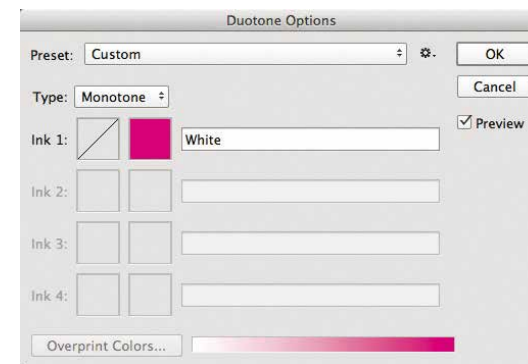 Duotone Options
Preset: Custom OK
Type: Monotone Cancel
Preview
Ink 1: White
Ink 2:
Ink 3:
Ink 4:
Overprint Colors...